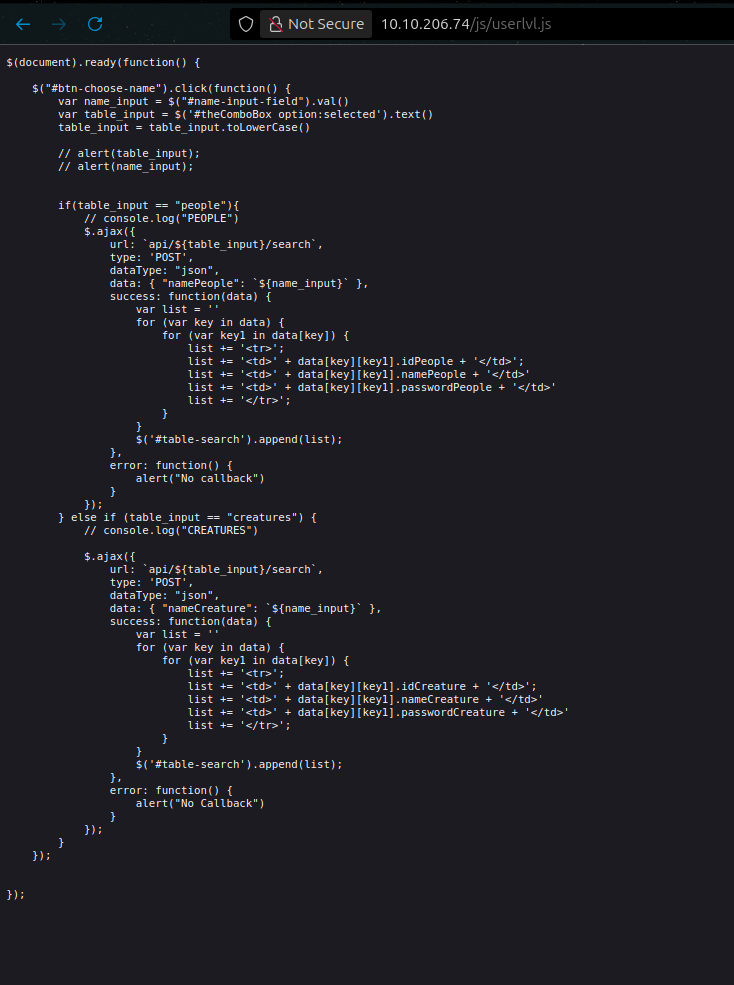 Not Secure 10.10.206.74/js/userlvl.js
$(document).ready(function() {
    $("#btn-choose-name").click(function() {
        var name_input = $("#name-input-field").val()
        var table_input = $('#theComboBox option:selected').text()
        table_input = table_input.toLowerCase()
        // alert(table_input);
        // alert(name_input);
        if(table_input == "people"){
            // console.log("PEOPLE")
            $.ajax({
                url: `api/${table_input}/search`,
                type: 'POST',
                dataType: "json",
                data: { "namePeople": `${name_input}` },
                success: function(data) {
                    var list = ''
                    for (var key in data) {
                        for (var key1 in data[key]) {
                            list += '<tr>';
                            list += '<td>' + data[key][key1].idPeople + '</td>';
                            list += '<td>' + data[key][key1].namePeople + '</td>'
                            list += '<td>' + data[key][key1].passwordPeople + '</td>'
                            list += '</tr>';
                        }
                    }
                    $('#table-search').append(list);
                },
                error: function() {
                    alert("No callback")
                }
            });
        } else if (table_input == "creatures") {
            // console.log("CREATURES")
            $.ajax({
                url: `api/${table_input}/search`,
                type: 'POST',
                dataType: "json",
                data: { "nameCreature": `${name_input}` },
                success: function(data) {
                    var list = ''
                    for (var key in data) {
                        for (var key1 in data[key]) {
                            list += '<tr>';
                            list += '<td>' + data[key][key1].idCreature + '</td>';
                            list += '<td>' + data[key][key1].nameCreature + '</td>'
                            list += '<td>' + data[key][key1].passwordCreature + '</td>'
                            list += '</tr>';
                        }
                    }
                    $('#table-search').append(list);
                },
                error: function() {
                    alert("No Callback")
                }
            });
        }
    });
});